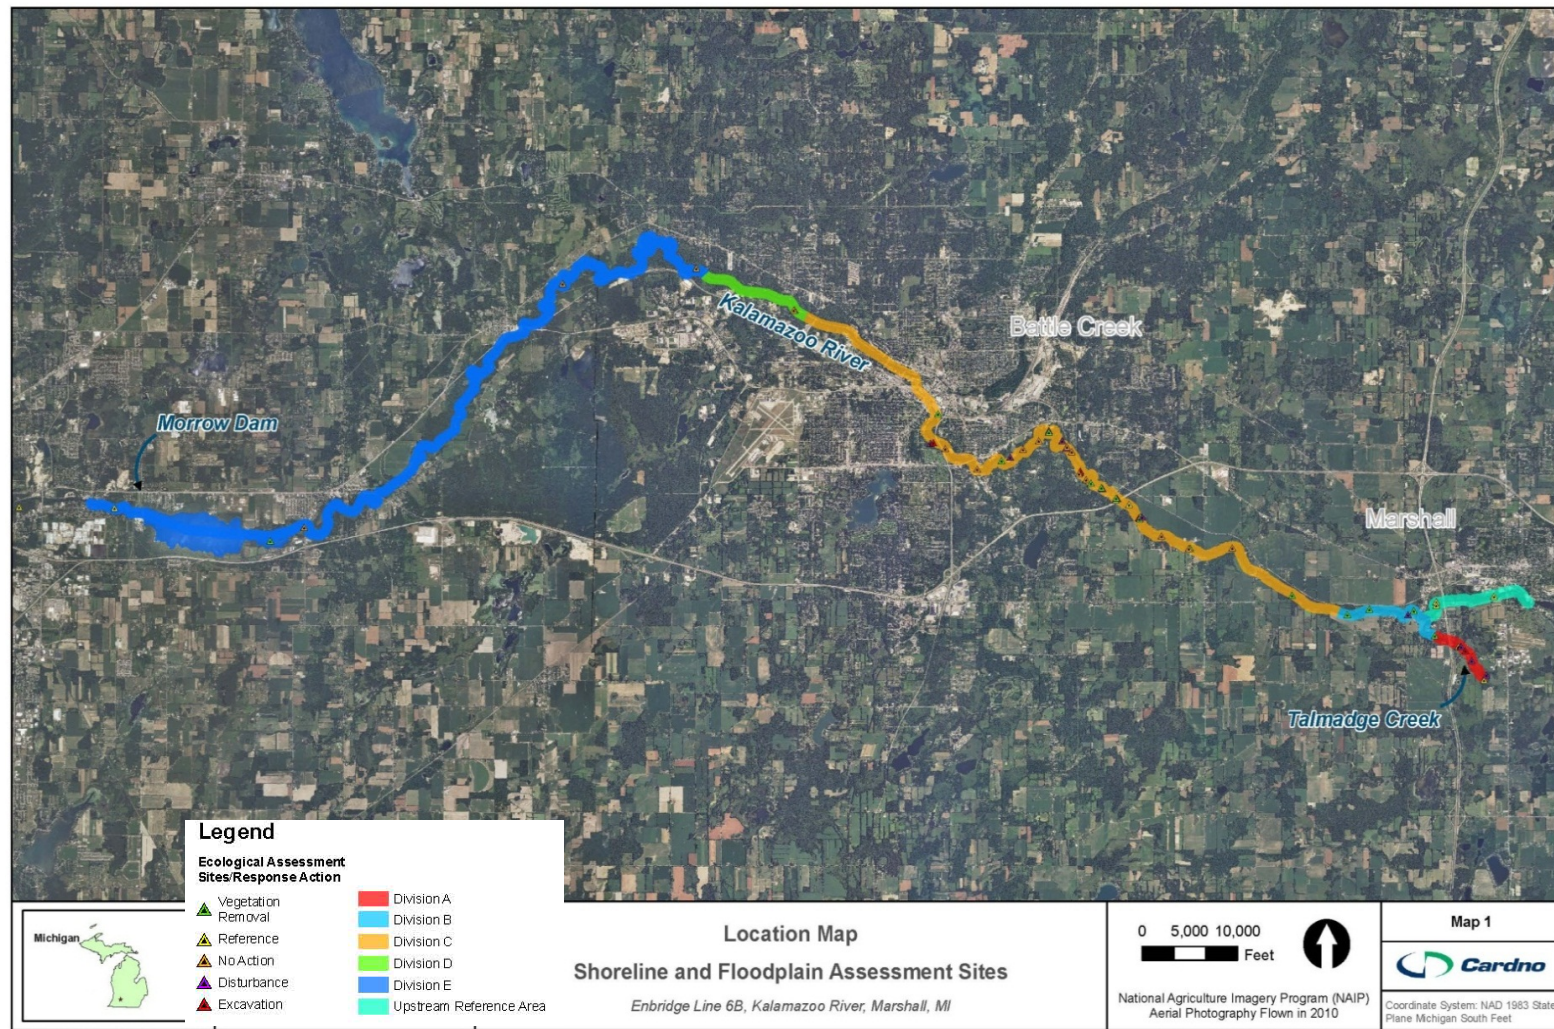 Battle Creek
Kalamazoo River
Morrow Dam
Marshall
Talmadge Creek
Legend
Ecological Assessment
Sites/Response Action
Vegetation
Removal
Reference
No Action
Disturbance
Excavation
Division A
Division B
Division C
Division D
Division E
Upstream Reference Area
Michigan
Location Map
Shoreline and Floodplain Assessment Sites
Enbridge Line 6B, Kalamazoo River, Marshall, MI
0 5,000 10,000
Feet
National Agriculture Imagery Program (NAIP)
Aerial Photography Flown in 2010
Map 1
Cardno
Coordinate System: NAD 1983 State
Plane Michigan South Feet